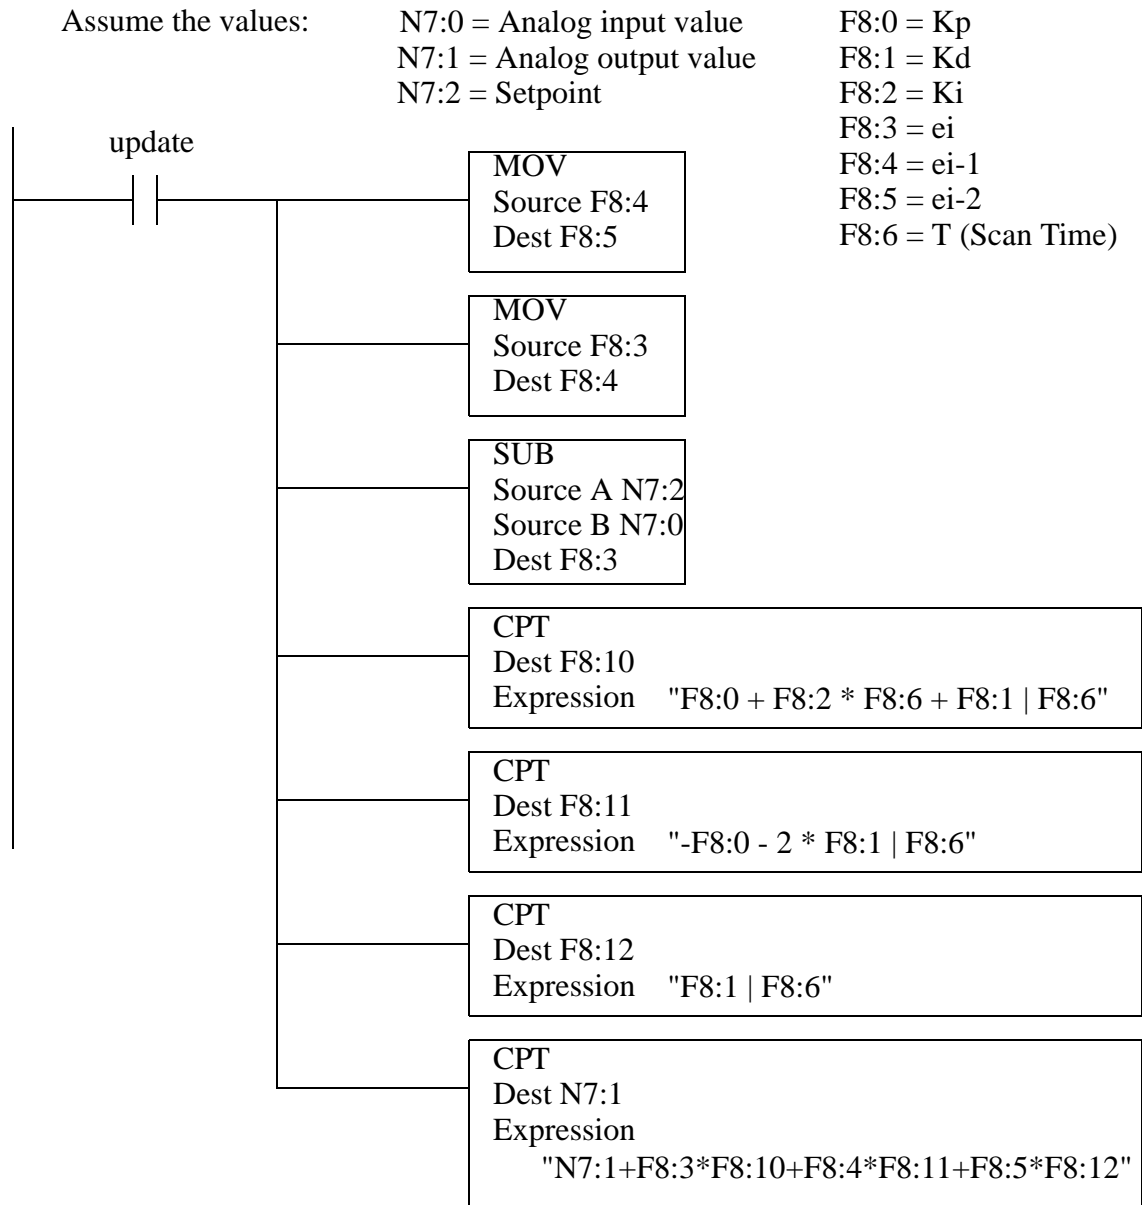 Assume the values:
N7:0 = Analog input value
N7:1 = Analog output value
N7:2 = Setpoint
F8:0 = Kp
F8:1 = Kd
F8:2 = Ki
F8:3 = ei
F8:4 = ei-1
F8:5 = ei-2
F8:6 = T (Scan Time)
update
MOV
Source F8:4
Dest F8:5
MOV
Source F8:3
Dest F8:4
SUB
Source A N7:2
Source B N7:0
Dest F8:3
CPT
Dest F8:10
Expression "F8:0 + F8:2 * F8:6 + F8:1 | F8:6"
CPT
Dest F8:11
Expression "-F8:0 - 2 * F8:1 | F8:6"
CPT
Dest F8:12
Expression "F8:1 | F8:6"
CPT
Dest N7:1
Expression
"N7:1+F8:3*F8:10+F8:4*F8:11+F8:5*F8:12"